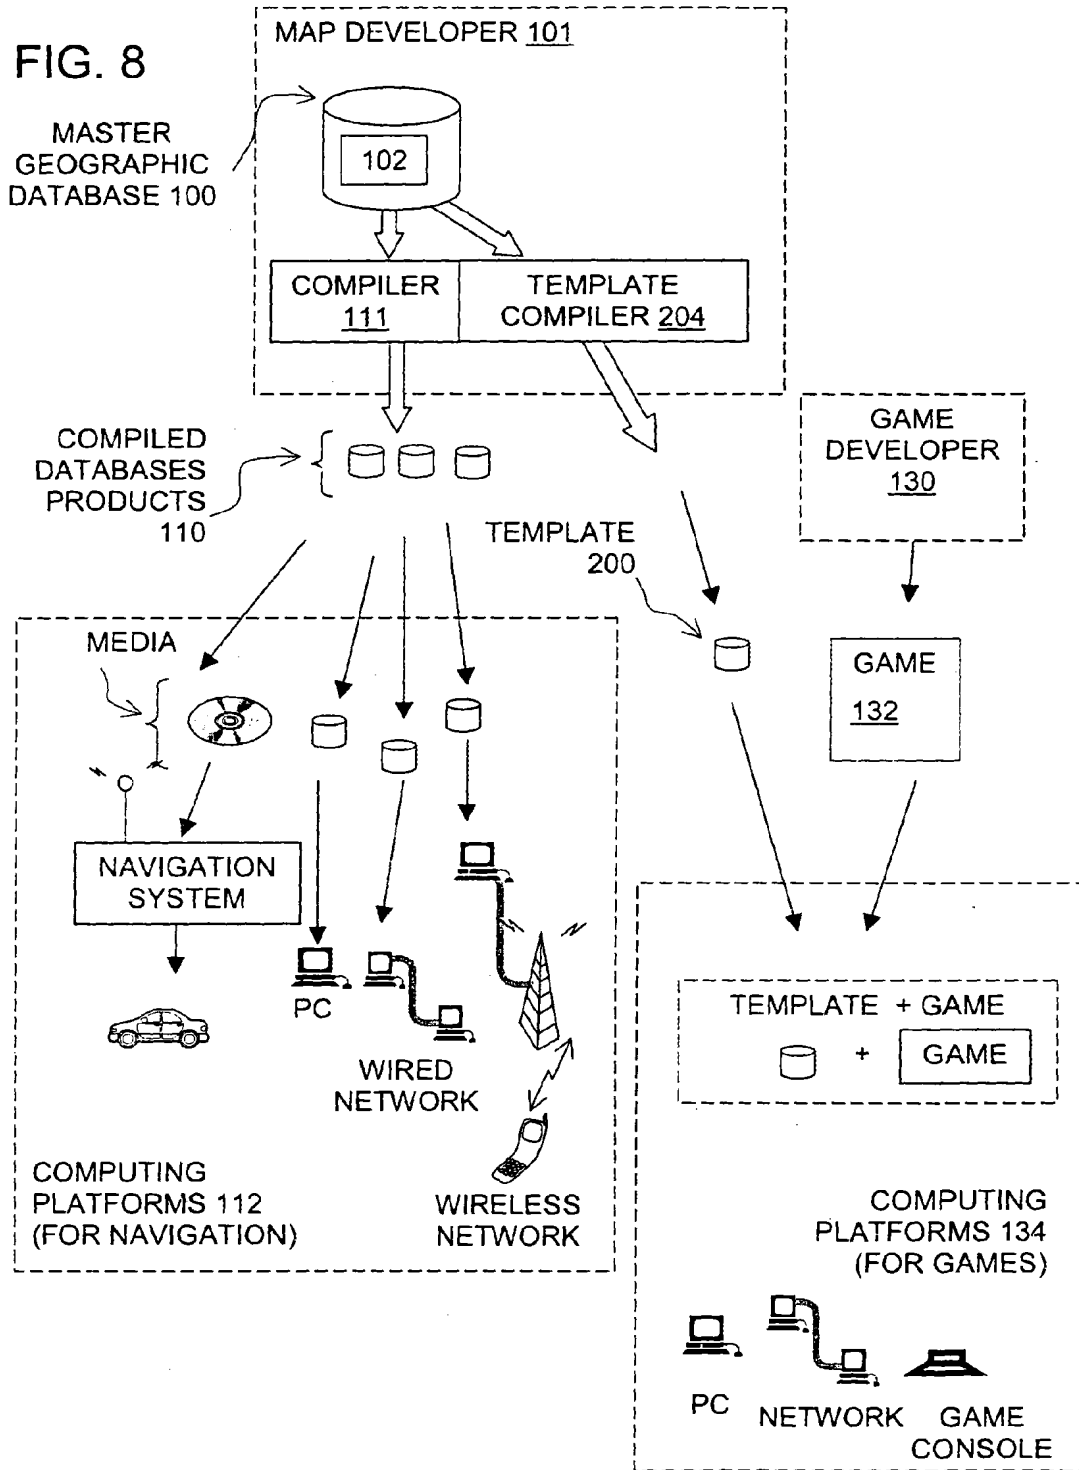 FIG. 8
MAP DEVELOPER 101
MASTER
GEOGRAPHIC
DATABASE 100
102
COMPILER
111
TEMPLATE
COMPILER 204
COMPILED
DATABASES
PRODUCTS
110
TEMPLATE
200
GAME
DEVELOPER
130
MEDIA
GAME
132
NAVIGATION
SYSTEM
PC
WIRED
NETWORK
WIRELESS
NETWORK
COMPUTING
PLATFORMS 112
(FOR NAVIGATION)
TEMPLATE + GAME
+
GAME
COMPUTING
PLATFORMS 134
(FOR GAMES)
PC
NETWORK
GAME
CONSOLE